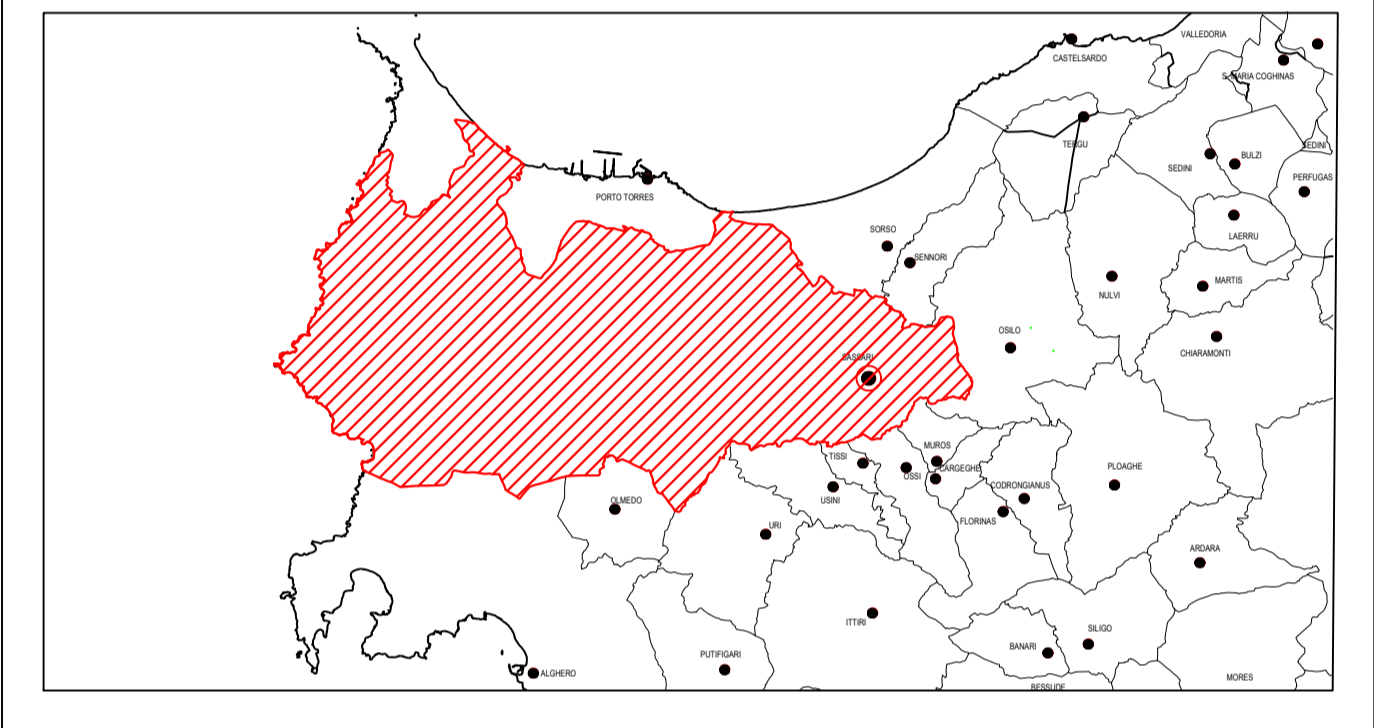 VALLEDORIA
CASTELSARDO
S. MARIA COGHINAS
TERGU
SEDINI
BULZI
SEDINI
PERFUGAS
PORTO TORRES
SORSO
SENNORI
LAERRU
MARTIS
NULVI
OSILO
CHIARAMONTI
SASSARI
MUROS
TISSI
CARGEGHE
OSSI
PLOAGHE
CODRONGIANUS
OLMEDO
USINI
FLORINAS
URI
ARDARA
ITTIRI
SILIGO
BANARI
PUTIFIGARI
ALGHERO
MORES
BESSUDE